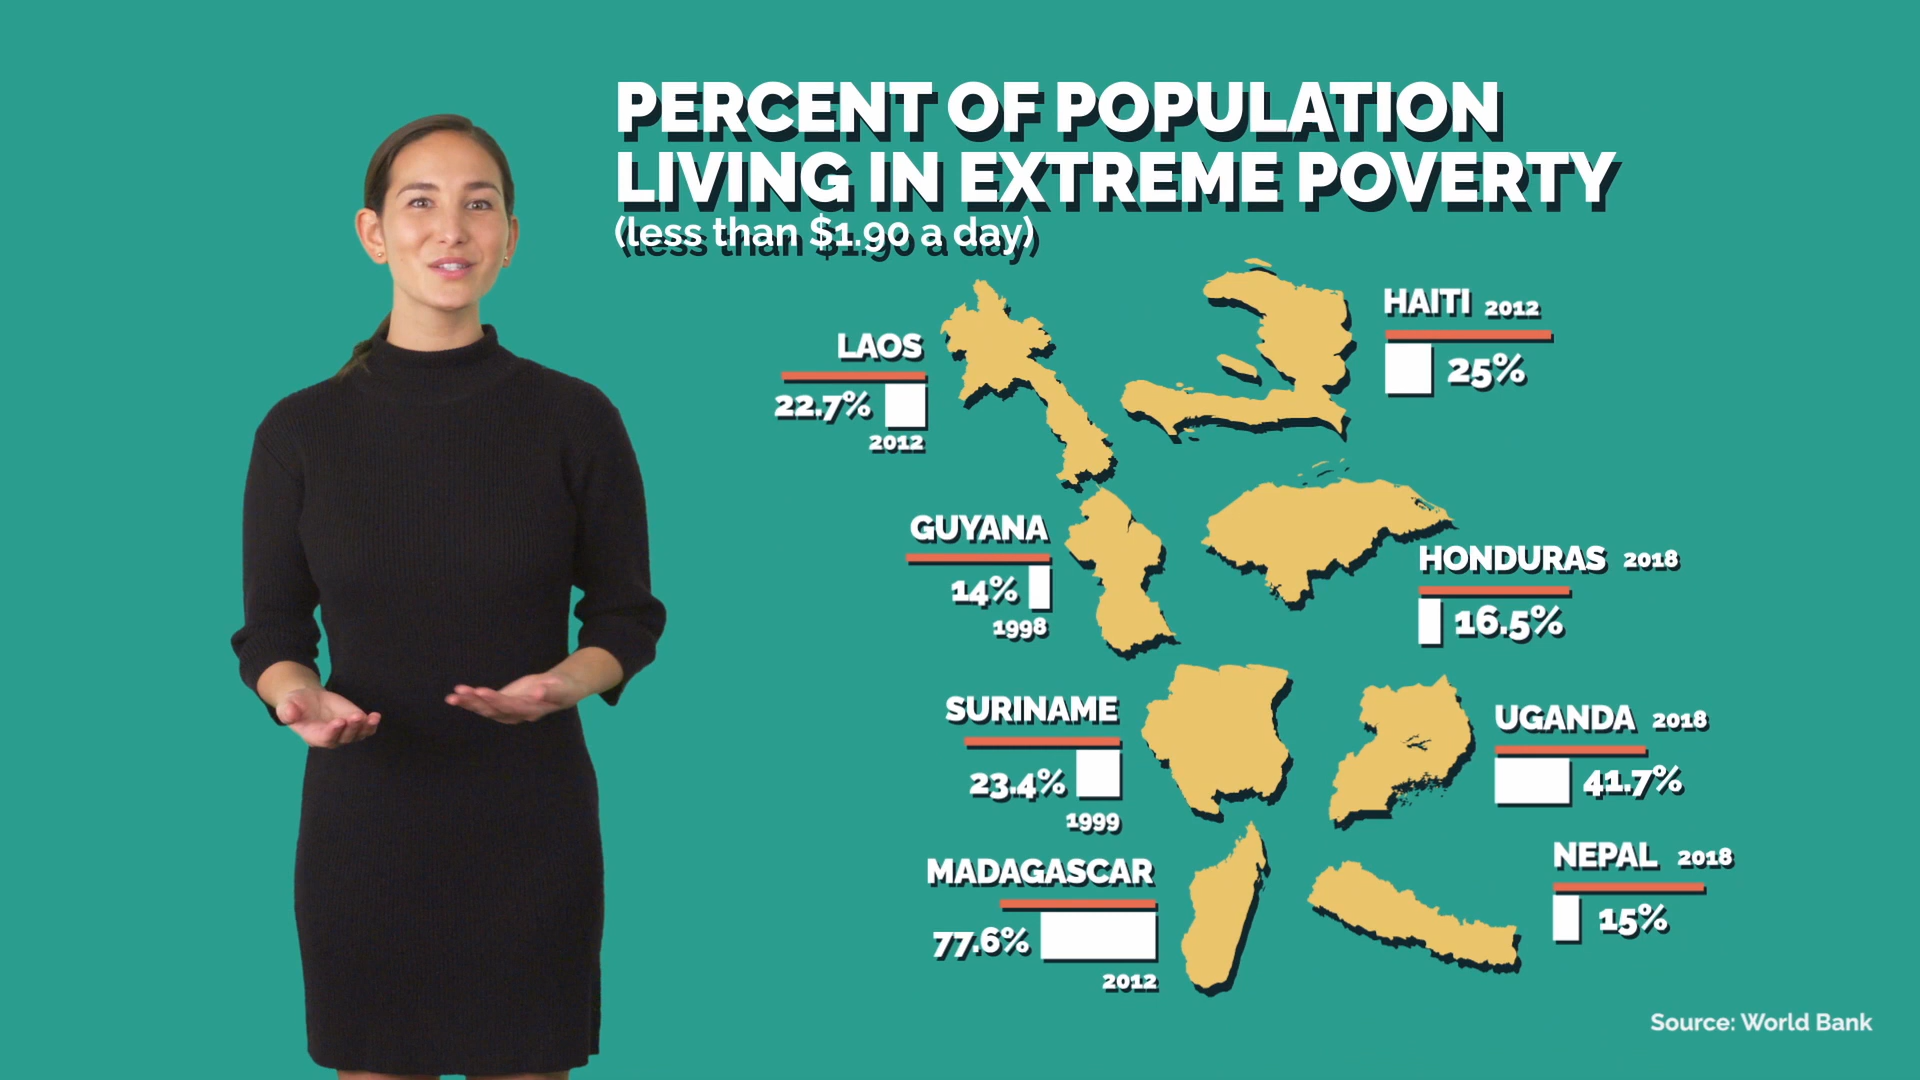 PERCENT OF POPULATION
LIVING IN EXTREME POVERTY
(less than $1.90 a day)
LAOS
22.7%
2012
HAITI 2012
25%
GUYANA
14%
1998
HONDURAS 2018
16.5%
SURINAME
23.4%
1999
UGANDA 2018
41.7%
MADAGASCAR
77.6%
2012
NEPAL 2018
15%
Source: World Bank